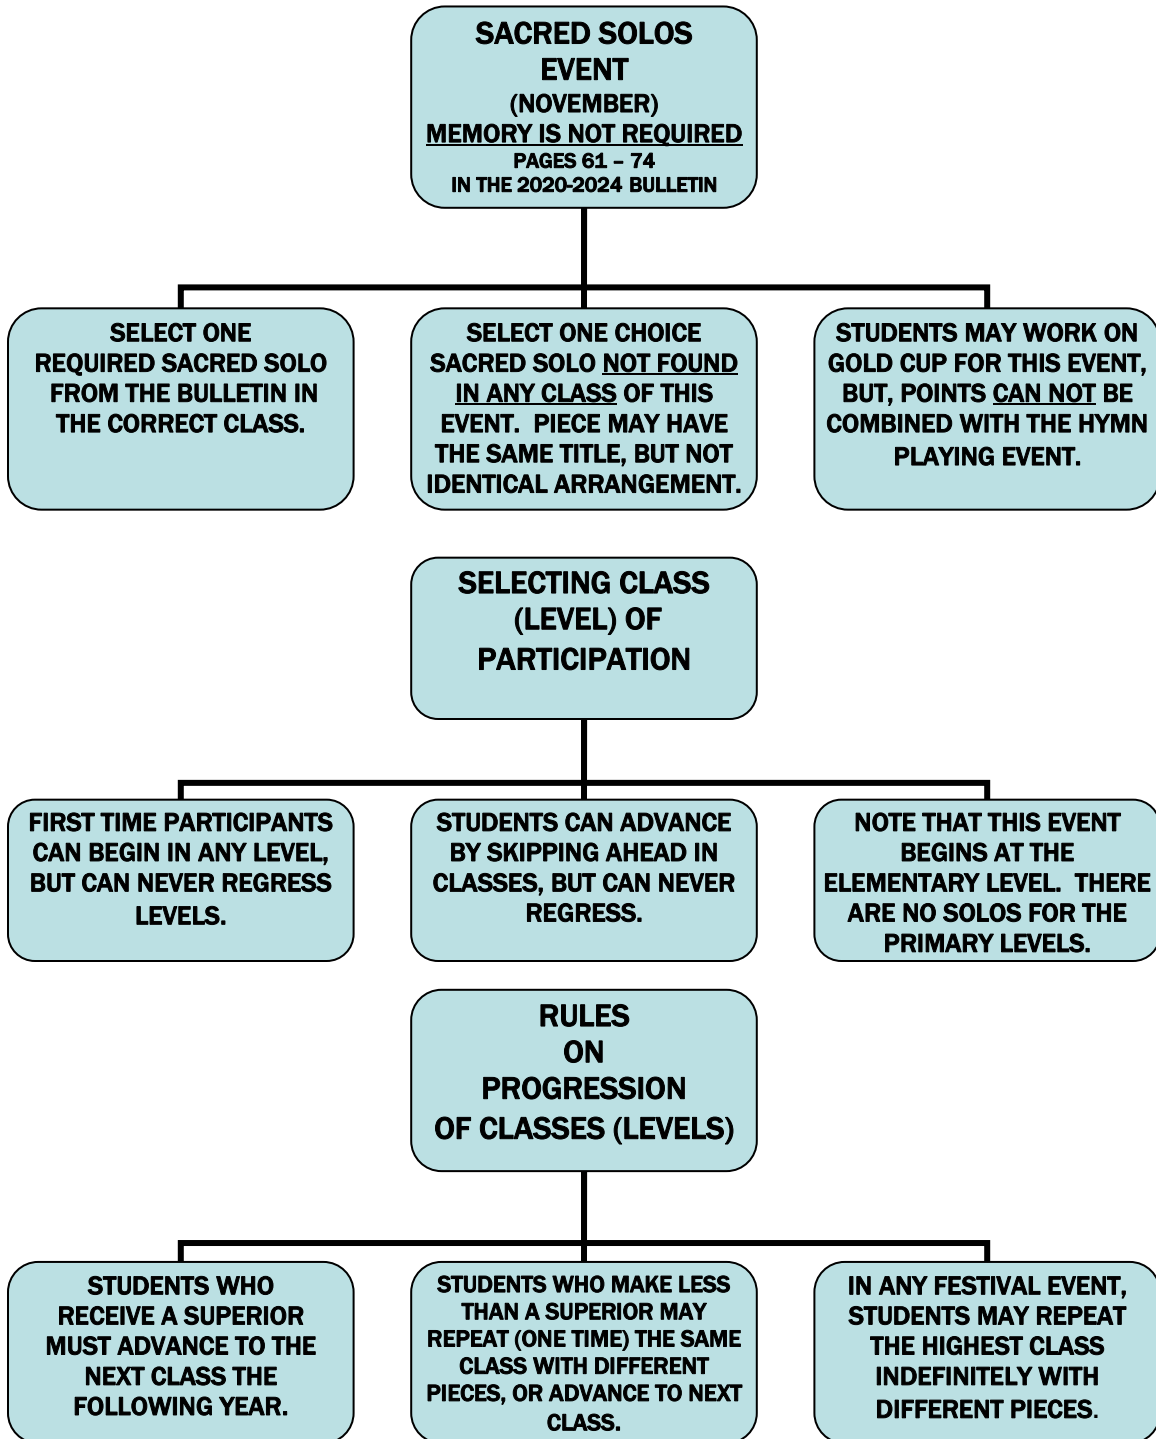 SACRED SOLOS
EVENT
(NOVEMBER)
MEMORY IS NOT REQUIRED
PAGES 61 – 74
IN THE 2020-2024 BULLETIN
SELECT ONE
REQUIRED SACRED SOLO
FROM THE BULLETIN IN
THE CORRECT CLASS.
SELECT ONE CHOICE
SACRED SOLO NOT FOUND
IN ANY CLASS OF THIS
EVENT. PIECE MAY HAVE
THE SAME TITLE, BUT NOT
IDENTICAL ARRANGEMENT.
STUDENTS MAY WORK ON
GOLD CUP FOR THIS EVENT,
BUT, POINTS CAN NOT BE
COMBINED WITH THE HYMN
PLAYING EVENT.
SELECTING CLASS
(LEVEL) OF
PARTICIPATION
FIRST TIME PARTICIPANTS
CAN BEGIN IN ANY LEVEL,
BUT CAN NEVER REGRESS
LEVELS.
STUDENTS CAN ADVANCE
BY SKIPPING AHEAD IN
CLASSES, BUT CAN NEVER
REGRESS.
NOTE THAT THIS EVENT
BEGINS AT THE
ELEMENTARY LEVEL. THERE
ARE NO SOLOS FOR THE
PRIMARY LEVELS.
RULES
ON
PROGRESSION
OF CLASSES (LEVELS)
STUDENTS WHO
RECEIVE A SUPERIOR
MUST ADVANCE TO THE
NEXT CLASS THE
FOLLOWING YEAR.
STUDENTS WHO MAKE LESS
THAN A SUPERIOR MAY
REPEAT (ONE TIME) THE SAME
CLASS WITH DIFFERENT
PIECES, OR ADVANCE TO NEXT
CLASS.
IN ANY FESTIVAL EVENT,
STUDENTS MAY REPEAT
THE HIGHEST CLASS
INDEFINITELY WITH
DIFFERENT PIECES.